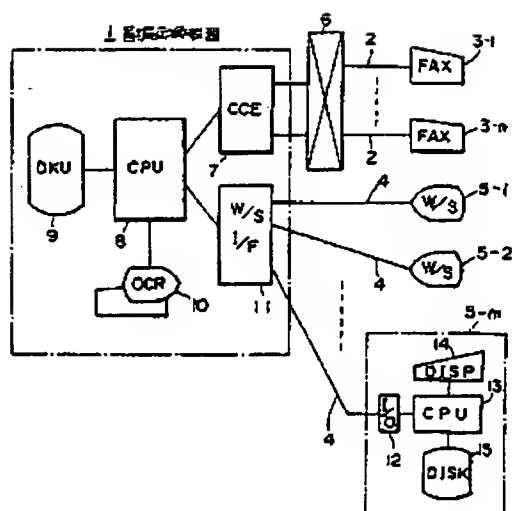 1
6
2
FAX
3-1
CCE
7
2
FAX
3-n
DKU
9
CPU
8
W/S
I/F
11
4
W/S
5-1
4
W/S
5-2
OCR
10
4
5-m
14
DISP
CPU
13
12
DISK
15